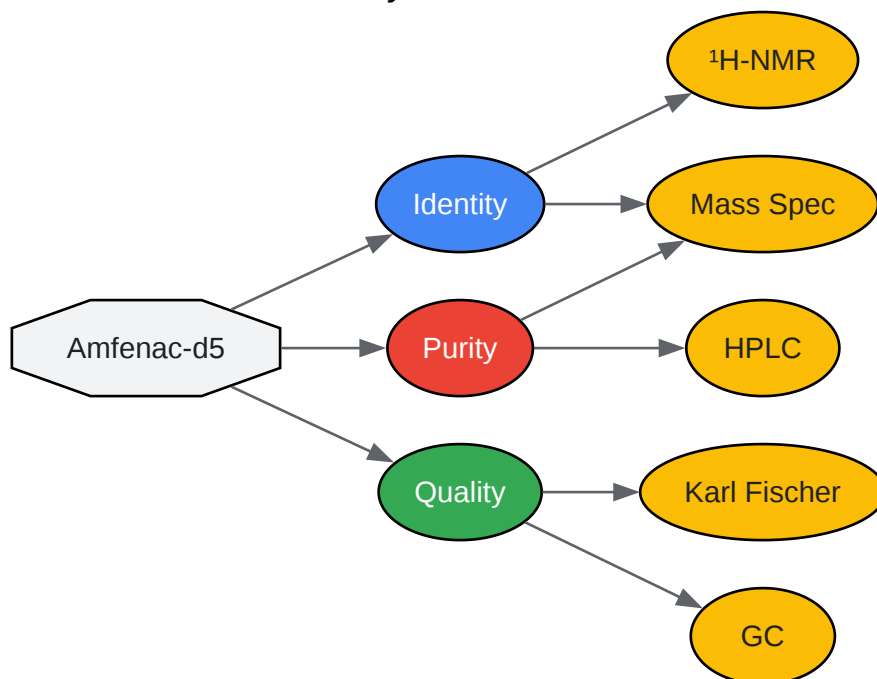 ¹H-NMR
Identity
Mass Spec
Amfenac-d5
Purity
HPLC
Quality
Karl Fischer
GC